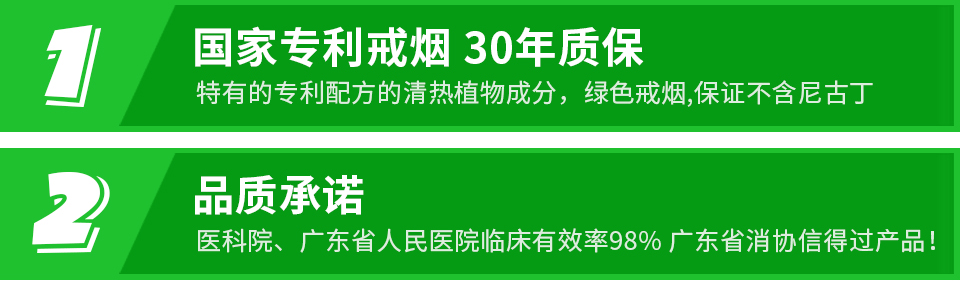 1
国家专利戒烟 30年质保
特有的专利配方的清热植物成分，绿色戒烟,保证不含尼古丁
2
品质承诺
医科院、广东省人民医院临床有效率98% 广东省消协信得过产品！